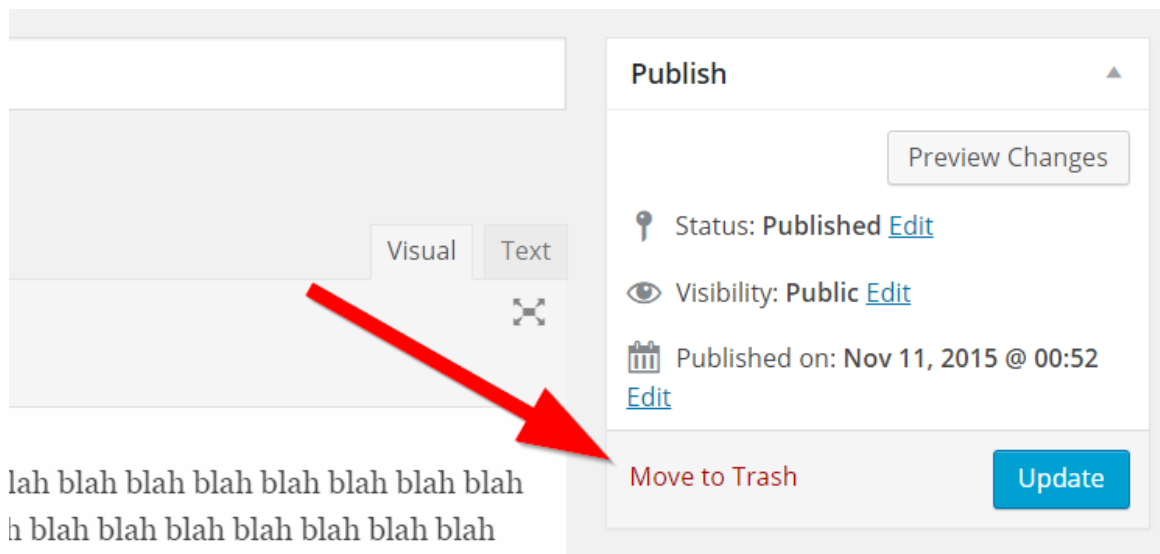 Publish
Preview Changes
Status: Published Edit
Visual
Text
Visibility: Public Edit
Published on: Nov 11, 2015 @ 00:52
Edit
Move to Trash
Update
lah blah blah blah blah blah blah blah
h blah blah blah blah blah blah blah